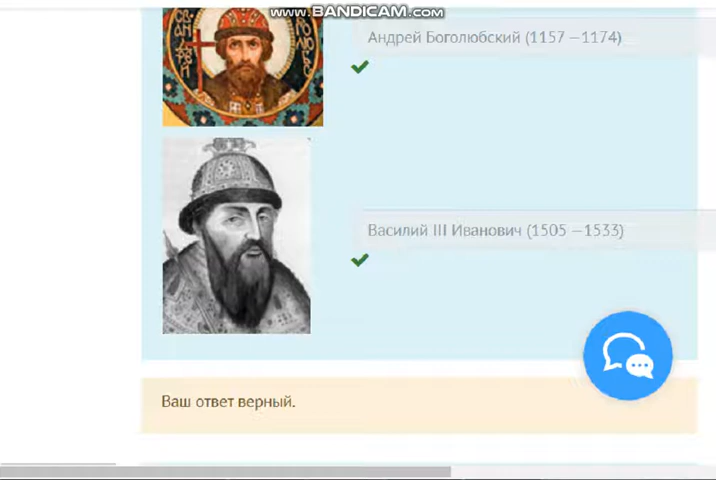 www.BANDICAM.com
Андрей Боголюбский (1157 —1174)
Василий III Иванович (1505 —1533)
Ваш ответ верный.